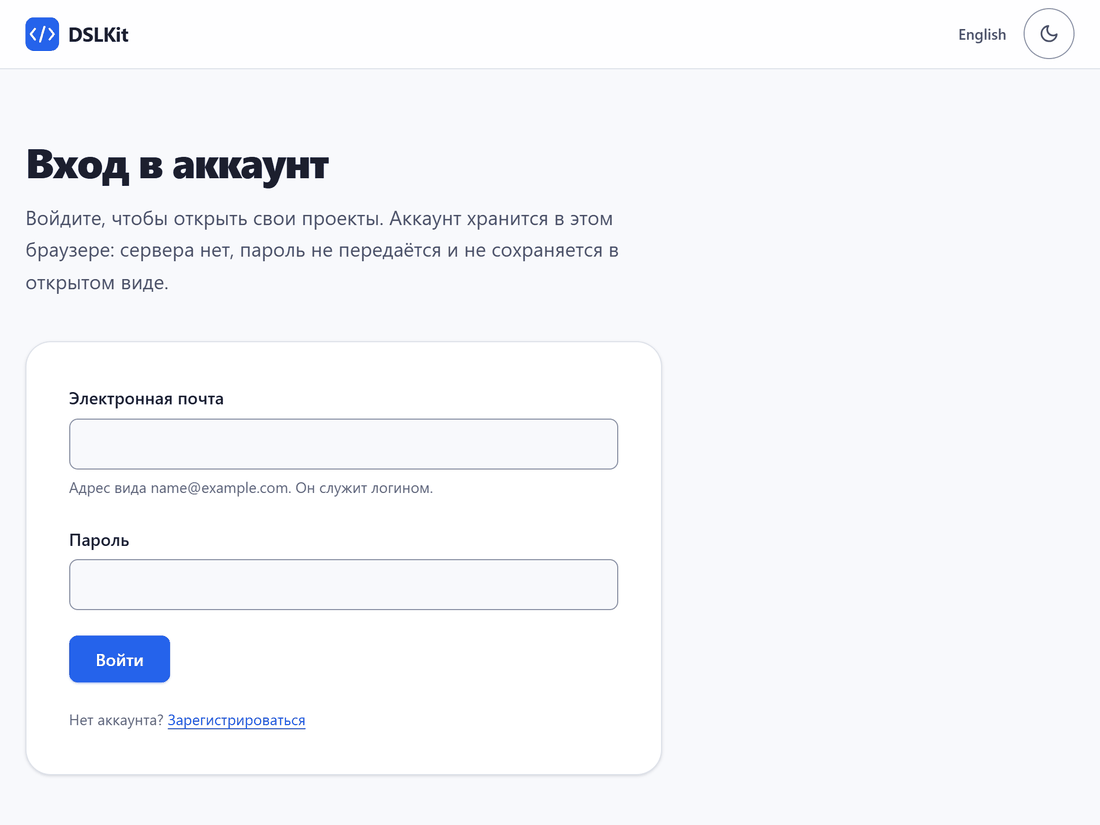 DSLKit
English
Вход в аккаунт
Войдите, чтобы открыть свои проекты. Аккаунт хранится в этом
браузере: сервера нет, пароль не передаётся и не сохраняется в
открытом виде.
Электронная почта
Адрес вида name@example.com. Он служит логином.
Пароль
Войти
Нет аккаунта? Зарегистрироваться